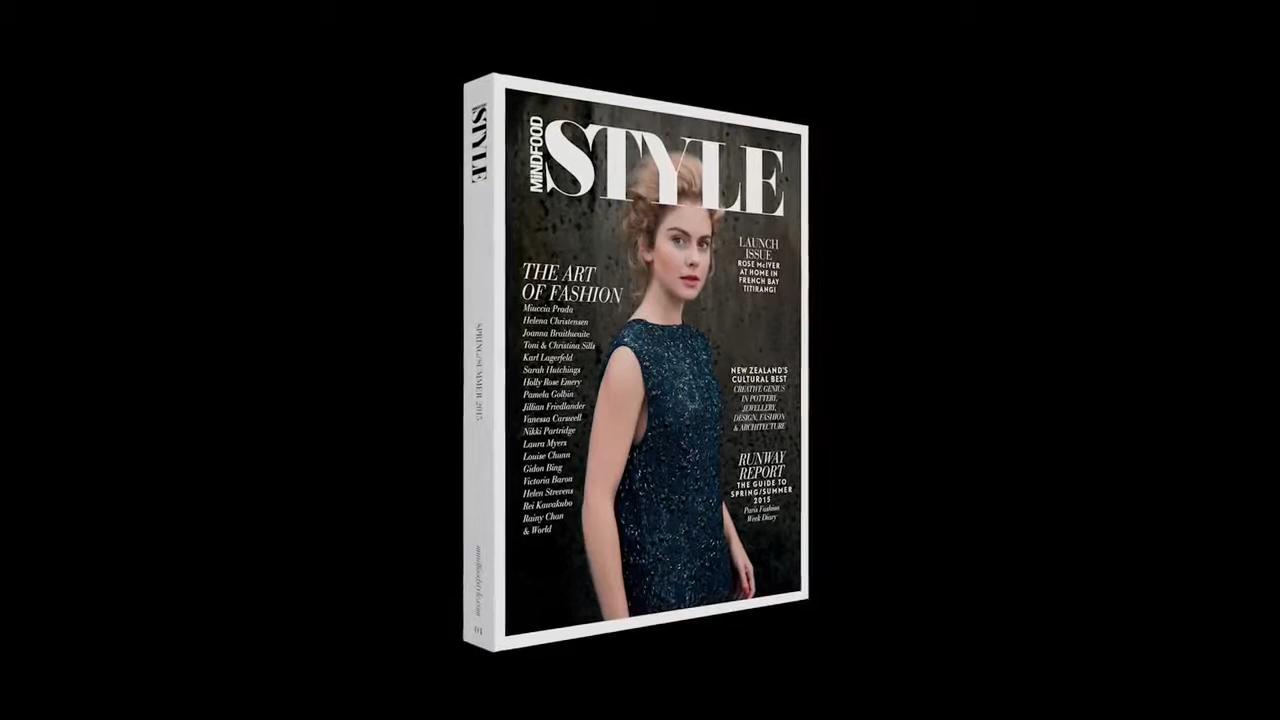 MiNDFOOD
STYLE
LAUNCH
ISSUE
ROSE McIVER
AT HOME IN
FRENCH BAY
TITIRANGI
THE ART
OF FASHION
Miuccia Prada
Helena Christensen
Joanna Braithwaite
Toni & Christina Sills
Karl Lagerfeld
Sarah Hutchings
Holly Rose Emery
Pamela Golbin
Jillian Friedlander
Vanessa Carswell
Nikki Partridge
Laura Myers
Louise Chunn
Gidon Bing
Victoria Baron
Helen Strevens
Rei Kawakubo
Rainy Chan
& World
NEW ZEALAND'S
CULTURAL BEST
CREATIVE GENIUS
IN POTTERY,
JEWELLERY,
DESIGN, FASHION
& ARCHITECTURE
RUNWAY
REPORT
THE GUIDE TO
SPRING/SUMMER
2015
Paris Fashion
Week Diary
STYLE
SPRING/SUMMER 2015
mindfoodstyle.com
01